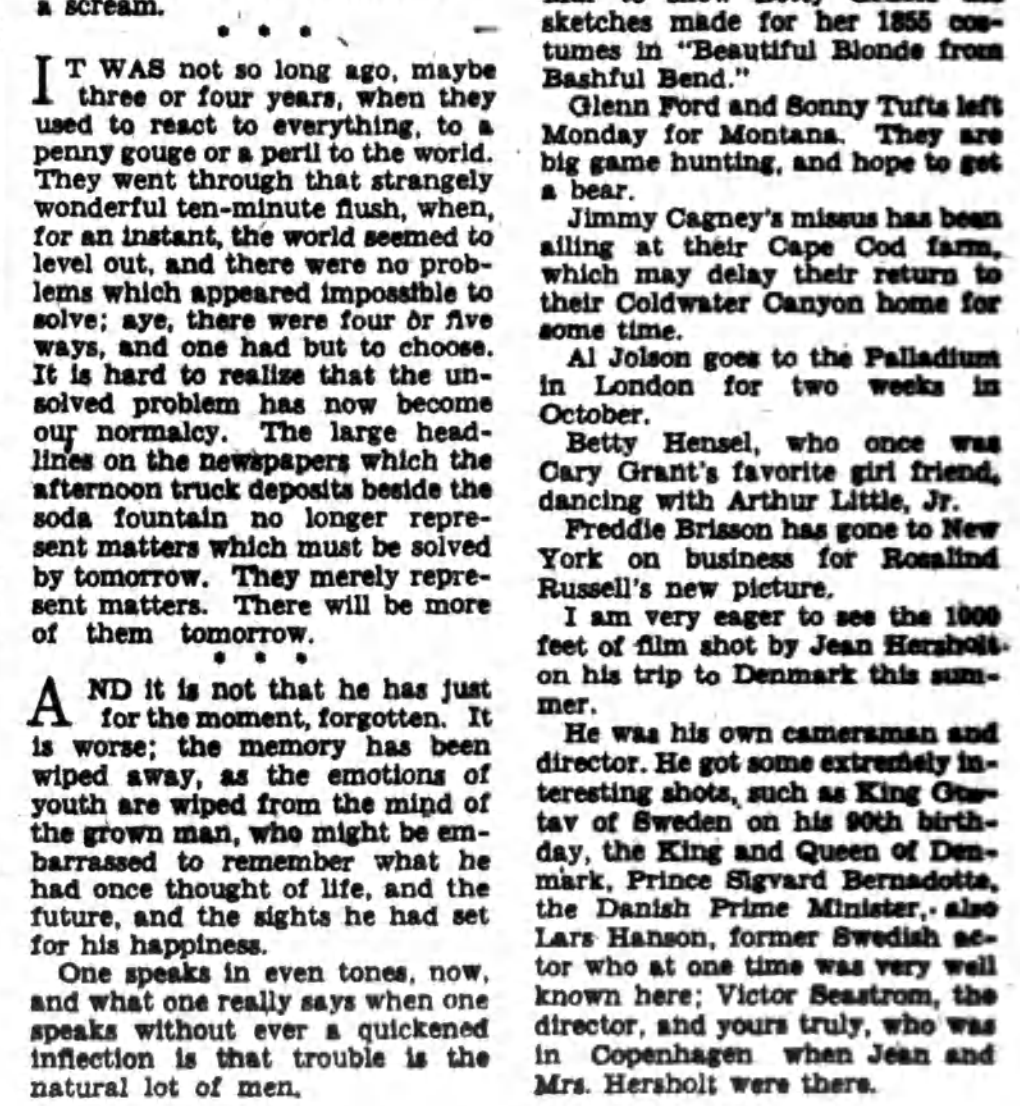 a scream.
• • •
IT WAS not so long ago, maybe
three or four years, when they
used to react to everything, to a
penny gouge or a peril to the world.
They went through that strangely
wonderful ten-minute flush, when,
for an instant, the world seemed to
level out, and there were no prob-
lems which appeared impossible to
solve; aye, there were four or five
ways, and one had but to choose.
It is hard to realize that the un-
solved problem has now become
our normalcy. The large head-
lines on the newspapers which the
afternoon truck deposits beside the
soda fountain no longer repre-
sent matters which must be solved
by tomorrow. They merely repre-
sent matters. There will be more
of them tomorrow.
• • •
AND it is not that he has just
for the moment, forgotten. It
is worse; the memory has been
wiped away, as the emotions of
youth are wiped from the mind of
the grown man, who might be em-
barrassed to remember what he
had once thought of life, and the
future, and the sights he had set
for his happiness.
One speaks in even tones, now,
and what one really says when one
speaks without ever a quickened
inflection is that trouble is the
natural lot of men.
sketches made for her 1855 cos-
tumes in "Beautiful Blonde from
Bashful Bend."
Glenn Ford and Sonny Tufts left
Monday for Montana. They are
big game hunting, and hope to get
a bear.
Jimmy Cagney's missus has been
ailing at their Cape Cod farm,
which may delay their return to
their Coldwater Canyon home for
some time.
Al Jolson goes to the Palladium
in London for two weeks in
October.
Betty Hensel, who once was
Cary Grant's favorite girl friend,
dancing with Arthur Little, Jr.
Freddie Brisson has gone to New
York on business for Rosalind
Russell's new picture.
I am very eager to see the 1000
feet of film shot by Jean Hersholt
on his trip to Denmark this sum-
mer.
He was his own cameraman and
director. He got some extremely in-
teresting shots, such as King Gus-
tav of Sweden on his 90th birth-
day, the King and Queen of Den-
mark, Prince Sigvard Bernadotte,
the Danish Prime Minister, also
Lars Hanson, former Swedish ac-
tor who at one time was very well
known here; Victor Seastrom, the
director, and yours truly, who was
in Copenhagen when Jean and
Mrs. Hersholt were there.